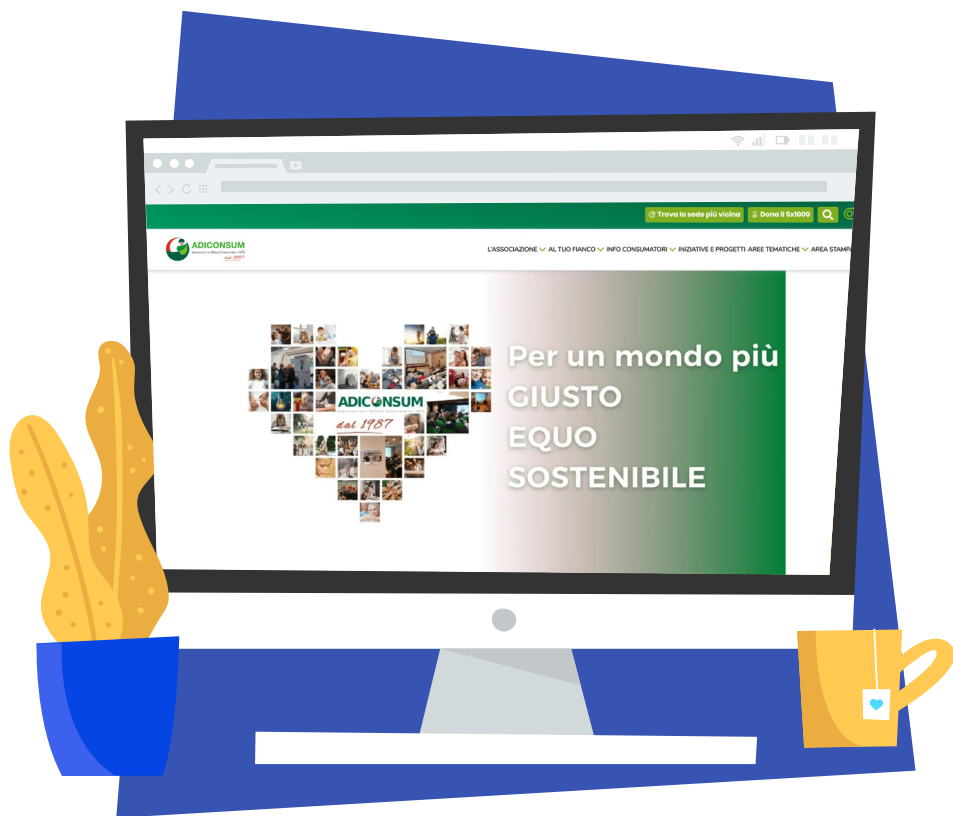 Trova la sede più vicina
Dona il 5x1000
ADICONSUM
dal 1987
L'ASSOCIAZIONE
AL TUO FIANCO
INFO CONSUMATORI
INIZIATIVE E PROGETTI
AREE TEMATICHE
AREA STAMPA
Per un mondo più
GIUSTO
EQUO
SOSTENIBILE
ADICONSUM
dal 1987